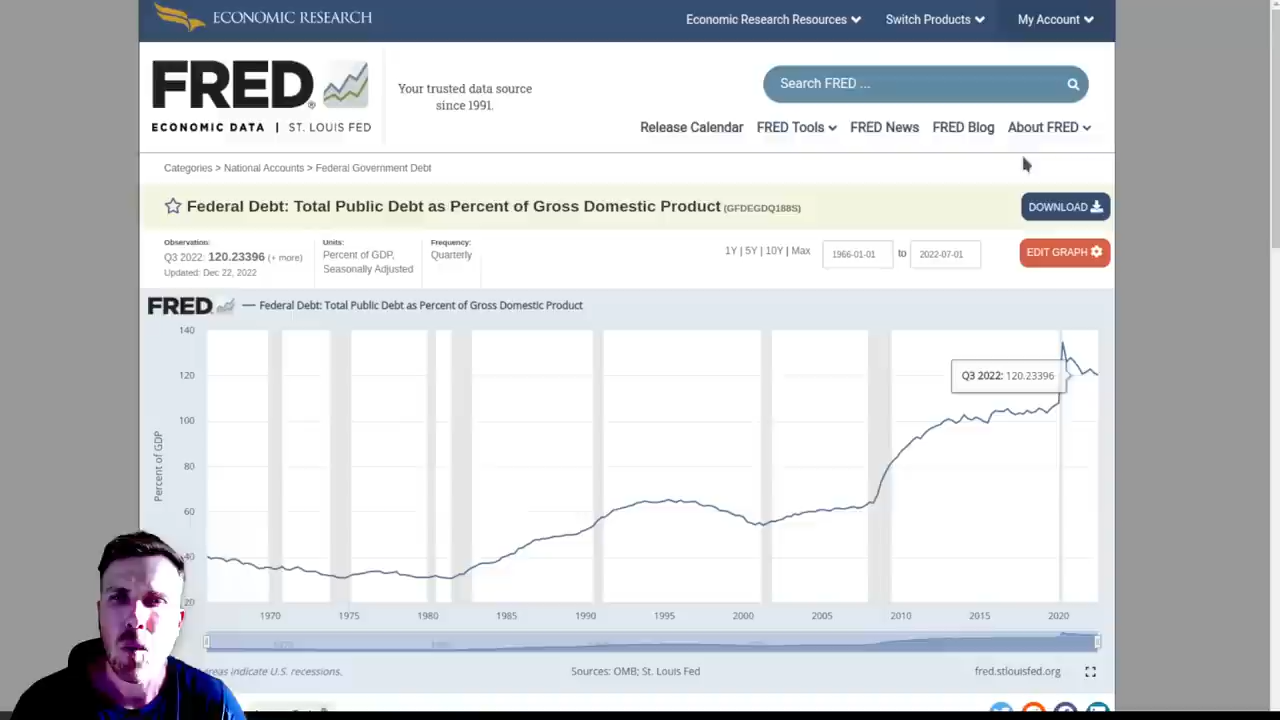 ECONOMIC RESEARCH
Economic Research Resources Switch Products My Account
FRED®
ECONOMIC DATA | ST. LOUIS FED
Your trusted data source
since 1991.
Search FRED ...
Release Calendar FRED Tools FRED News FRED Blog About FRED
Categories > National Accounts > Federal Government Debt
Federal Debt: Total Public Debt as Percent of Gross Domestic Product (GFDEGDQ188S)
DOWNLOAD
Observation:
Q3 2022: 120.23396 (+ more)
Updated: Dec 22, 2022
Units:
Percent of GDP,
Seasonally Adjusted
Frequency:
Quarterly
1Y | 5Y | 10Y | Max
1966-01-01 to 2022-07-01
EDIT GRAPH
FRED
Federal Debt: Total Public Debt as Percent of Gross Domestic Product
140
120
100
80
60
40
20
Percent of GDP
Q3 2022: 120.23396
1970 1975 1980 1985 1990 1995 2000 2005 2010 2015 2020
1970
areas indicate U.S. recessions.
Sources: OMB; St. Louis Fed
fred.stlouisfed.org